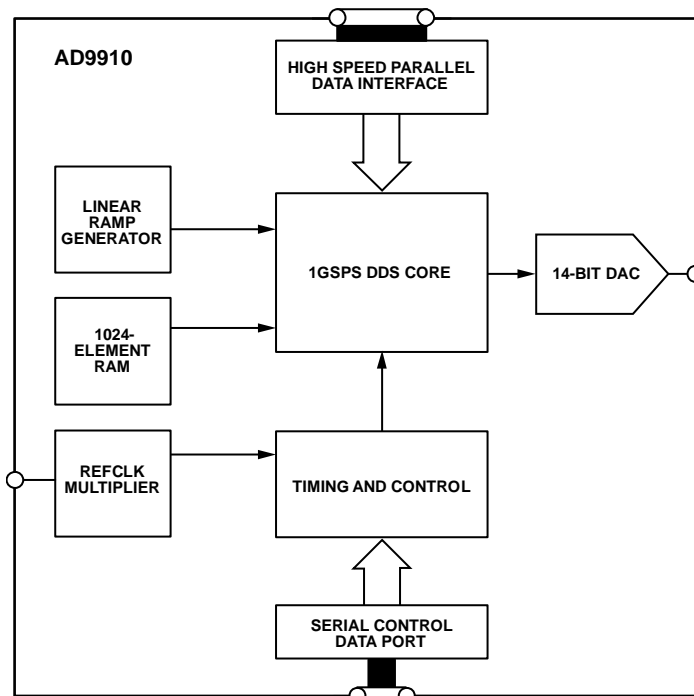 AD9910
HIGH SPEED PARALLEL
DATA INTERFACE
LINEAR
RAMP
GENERATOR
1GSPS DDS CORE
14-BIT DAC
1024-
ELEMENT
RAM
REFCLK
MULTIPLIER
TIMING AND CONTROL
SERIAL CONTROL
DATA PORT